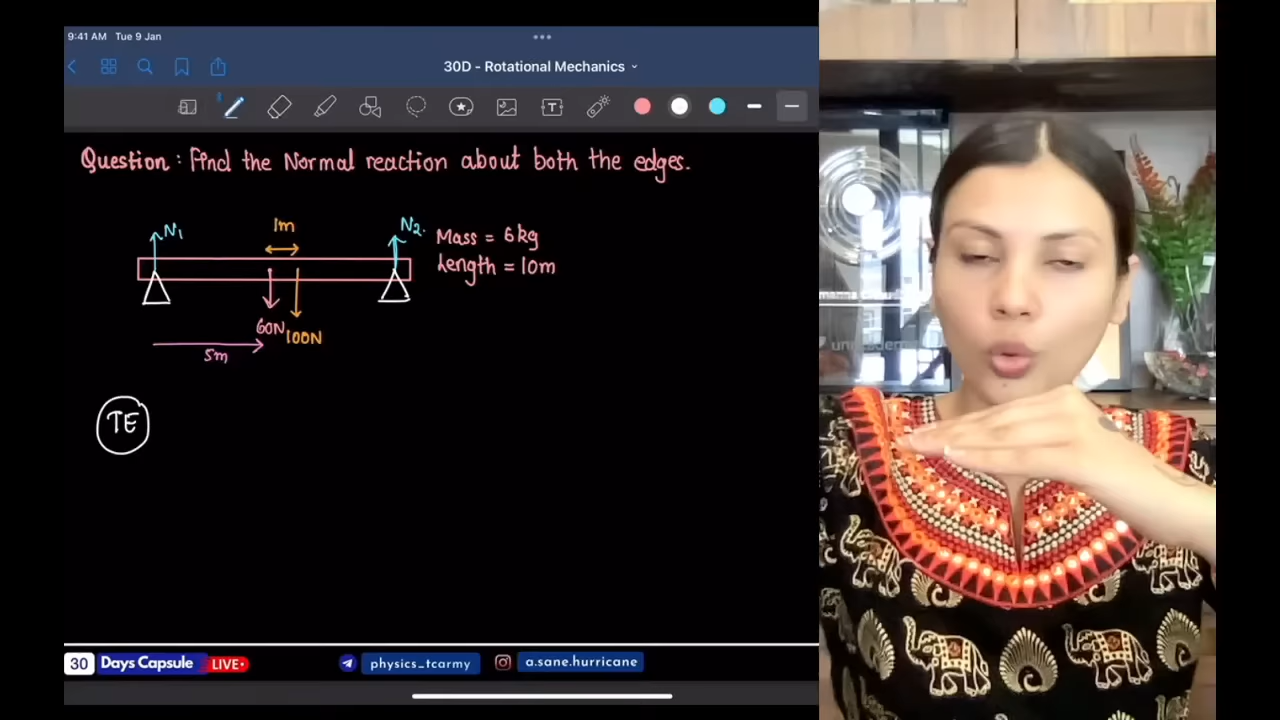 9:41 AM Tue 9 Jan
30D - Rotational Mechanics
Question : Find the Normal reaction about both the edges.
N1
1m
N2.
Mass = 6kg
Length = 10m
60N
100N
5m
TE
30 Days Capsule LIVE
physics_tcarmy
a.sane.hurricane